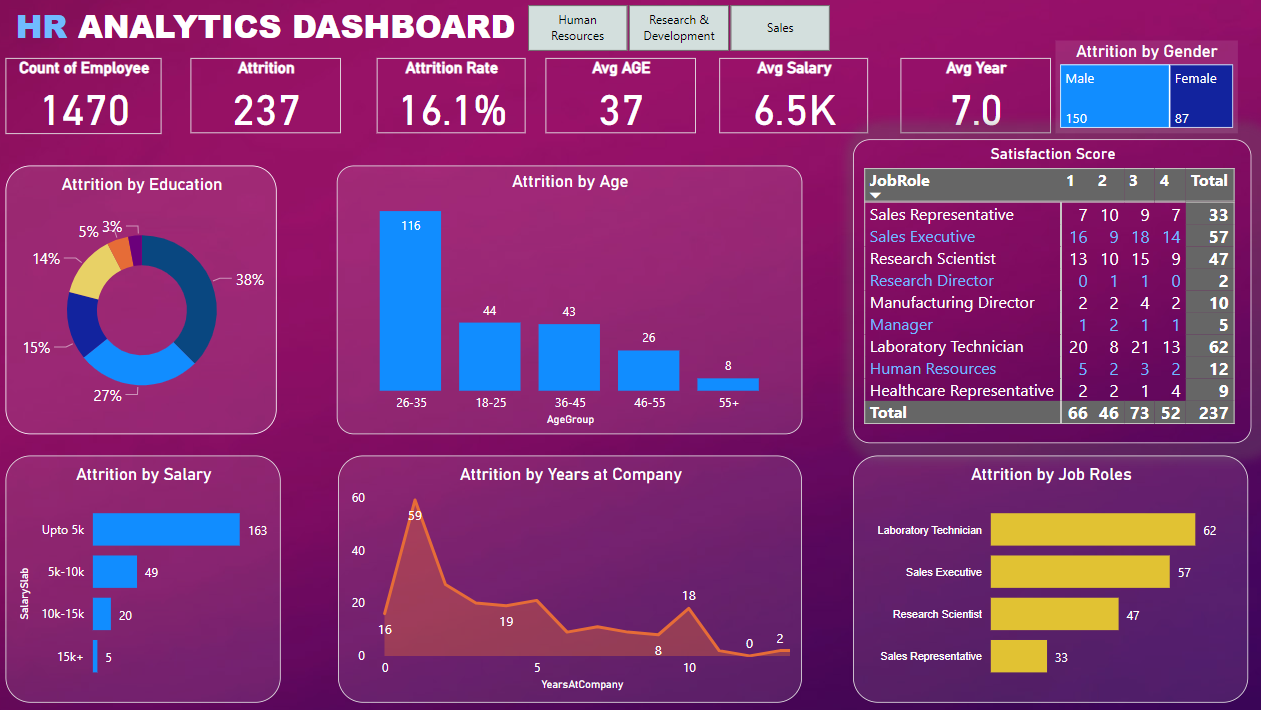 HR ANALYTICS DASHBOARD
Human
Resources
Research &
Development
Sales
Count of Employee
1470
Attrition
237
Attrition Rate
16.1%
Avg AGE
37
Avg Salary
6.5K
Avg Year
7.0
Attrition by Gender
Male
150
Female
87
Attrition by Education
38%
27%
15%
14%
5%
3%
Attrition by Age
116
44
43
26
8
26-35
18-25
36-45
46-55
55+
AgeGroup
Satisfaction Score
JobRole 1 2 3 4 Total
Sales Representative 7 10 9 7 33
Sales Executive 16 9 18 14 57
Research Scientist 13 10 15 9 47
Research Director 0 1 1 0 2
Manufacturing Director 2 2 4 2 10
Manager 1 2 1 1 5
Laboratory Technician 20 8 21 13 62
Human Resources 5 2 3 2 12
Healthcare Representative 2 2 1 4 9
Total 66 46 73 52 237
Attrition by Salary
SalarySlab
Upto 5k 163
5k-10k 49
10k-15k 20
15k+ 5
Attrition by Years at Company
60
40
20
0
16
59
19
8
18
0
2
0 5 10
YearsAtCompany
Attrition by Job Roles
Laboratory Technician 62
Sales Executive 57
Research Scientist 47
Sales Representative 33